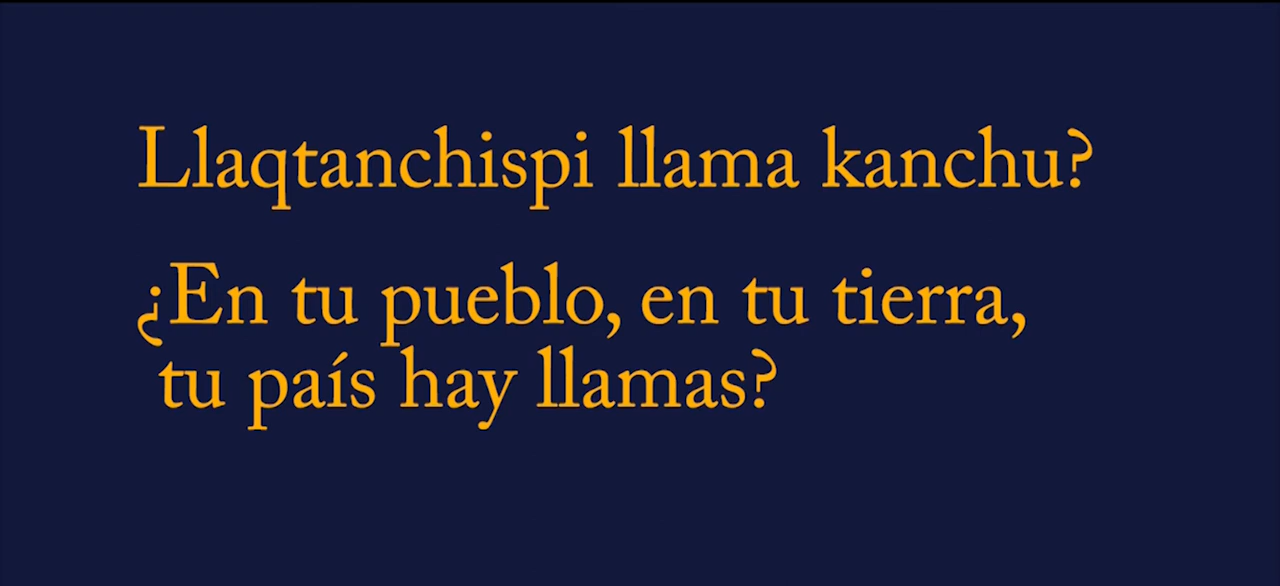 Llaqtanchispi llama kanchu?
¿En tu pueblo, en tu tierra,
tu país hay llamas?